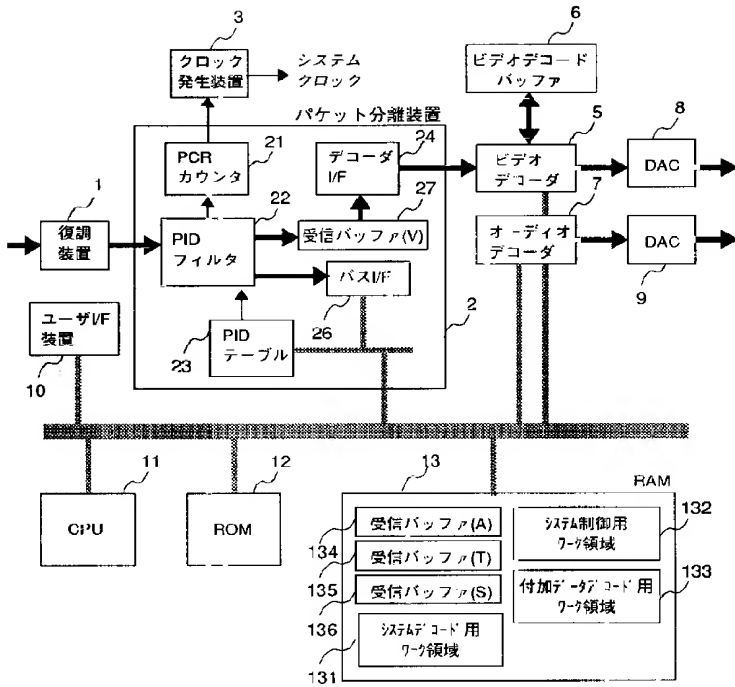 3
クロック
発生装置
システム
クロック
6
ビデオデコード
バッファ
パケット分離装置
21
PCR
カウンタ
24
デコーダ
I/F
5
ビデオ
デコーダ
8
DAC
1
復調
装置
22
PID
フィルタ
27
受信バッファ(V)
7
オーディオ
デコーダ
DAC
9
バスI/F
26
2
ユーザI/F
装置
10
23
PID
テーブル
11
CPU
12
ROM
13
RAM
受信バッファ(A)
134
受信バッファ(T)
135
受信バッファ(S)
136
システムデコード用
ワーク領域
131
システム制御用
ワーク領域
132
付加データデコード用
ワーク領域
133